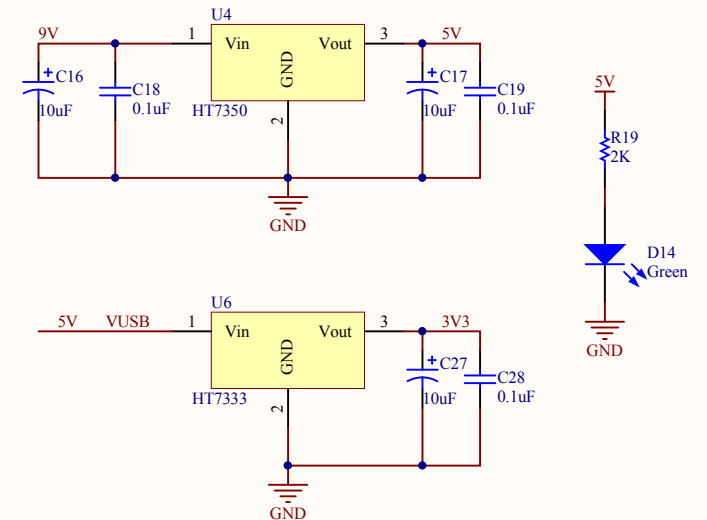 U4
9V
1
Vin
Vout
3
5V
GND
+
C16
10uF
C18
0.1uF
HT7350
2
+
C17
10uF
C19
0.1uF
GND
5V
R19
2K
D14
Green
GND
U6
5V
VUSB
1
Vin
Vout
3
3V3
GND
HT7333
2
+
C27
10uF
C28
0.1uF
GND